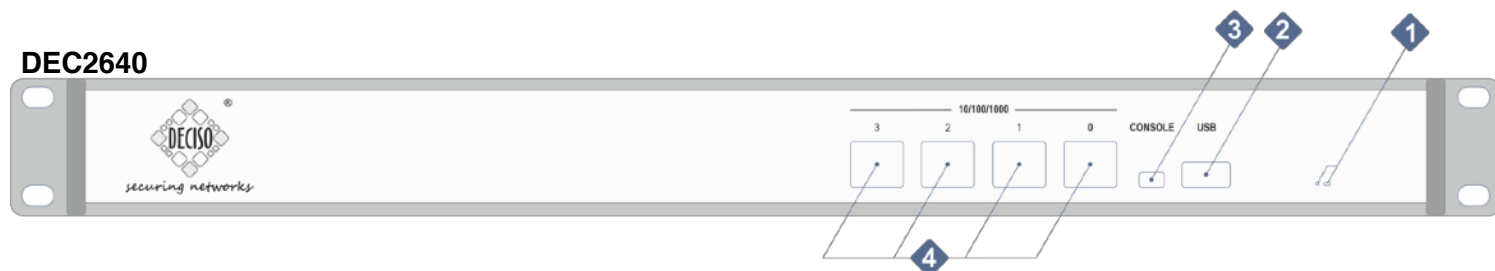 3 2 1
DEC2640
®
10/100/1000
3 2 1 0 CONSOLE USB
DECISO
securing networks
4